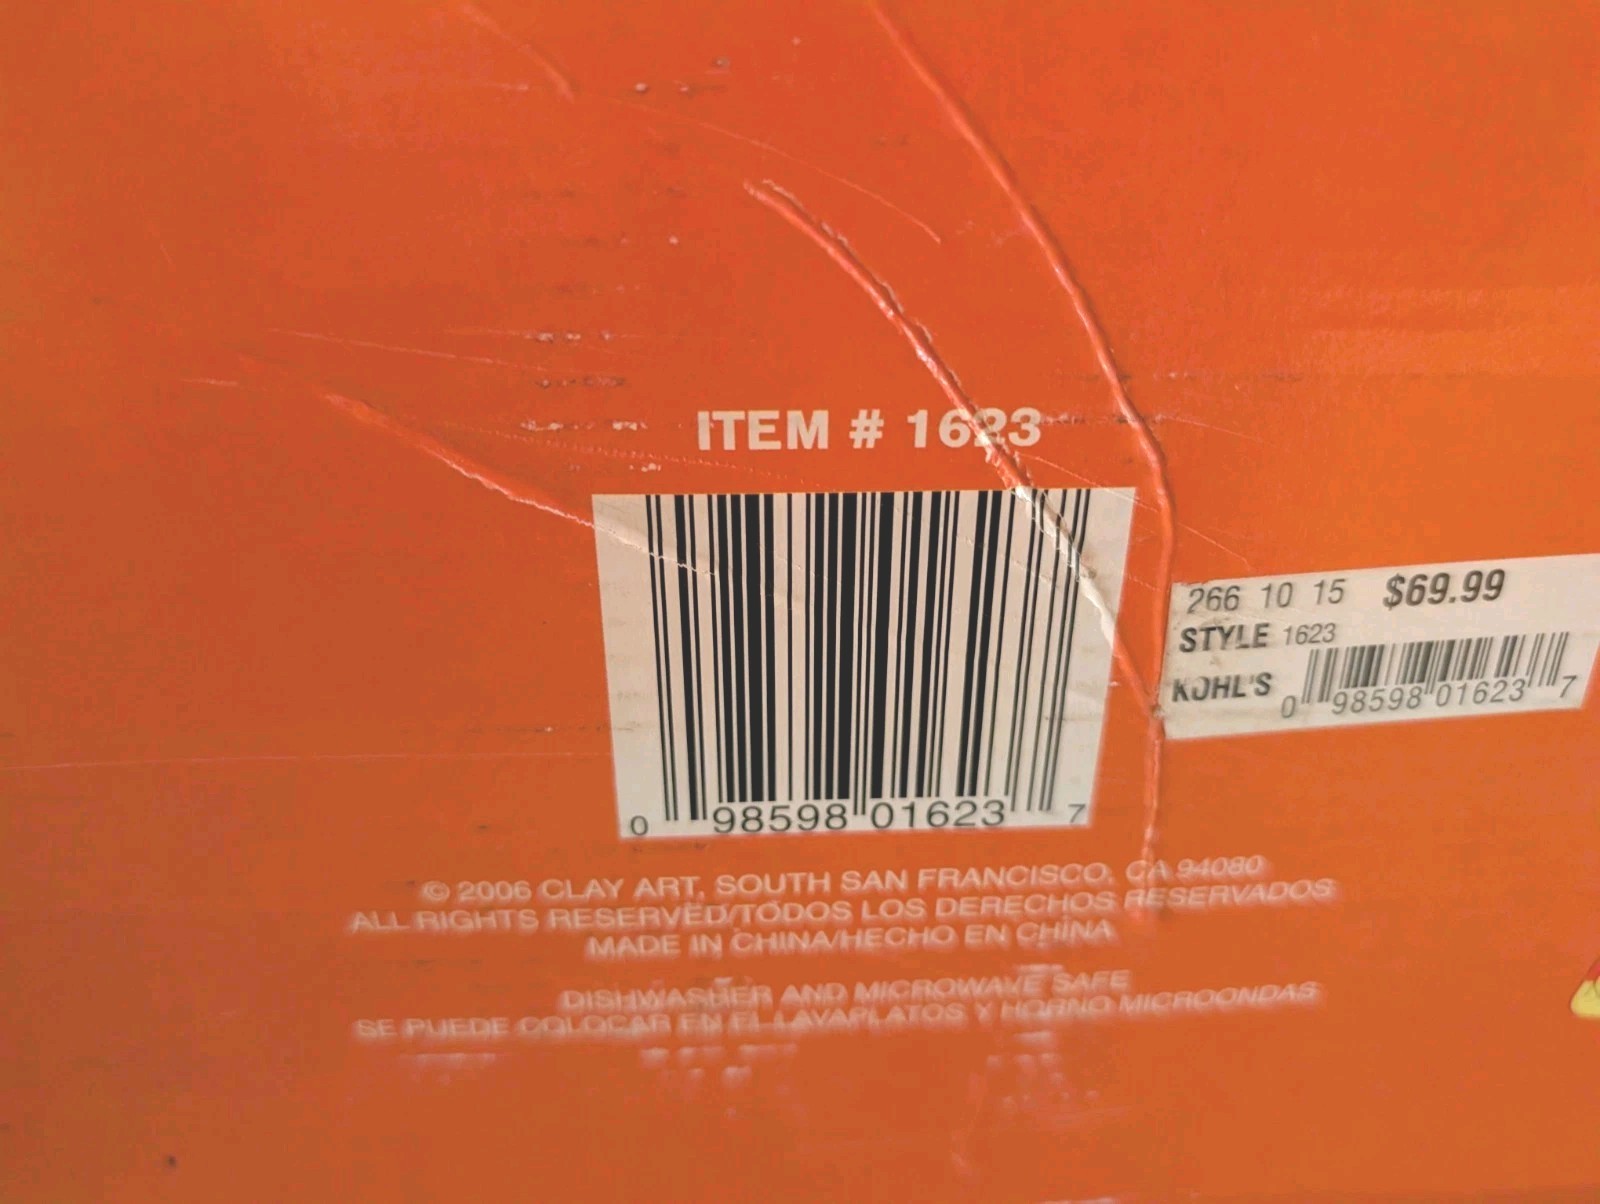 ITEM # 1623
0 98598 01623 7
266 10 15 $69.99
STYLE 1623
KOHL'S
0 98598 01623 7
© 2006 CLAY ART, SOUTH SAN FRANCISCO, CA 94080
ALL RIGHTS RESERVED/TODOS LOS DERECHOS RESERVADOS
MADE IN CHINA/HECHO EN CHINA
DISHWASHER AND MICROWAVE SAFE
SE PUEDE COLOCAR EN EL LAVAPLATOS Y HORNO MICROONDAS